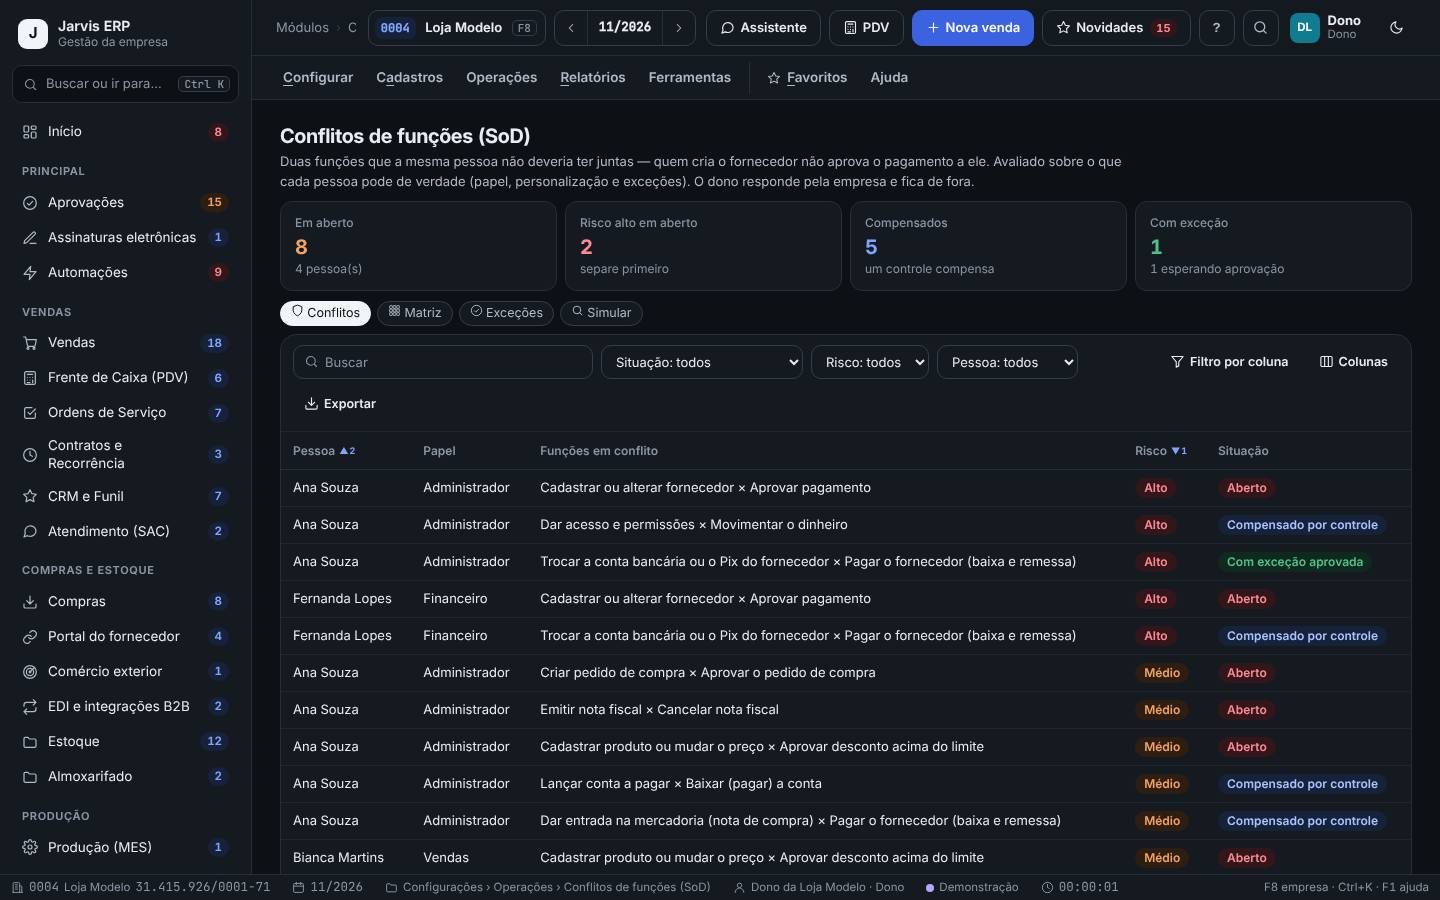 J Jarvis ERP
Gestão da empresa
Buscar ou ir para... Ctrl K
Início 8
PRINCIPAL
Aprovações 15
Assinaturas eletrônicas 1
Automações 9
VENDAS
Vendas 18
Frente de Caixa (PDV) 6
Ordens de Serviço 7
Contratos e
Recorrência 3
CRM e Funil 7
Atendimento (SAC) 2
COMPRAS E ESTOQUE
Compras 8
Portal do fornecedor 4
Comércio exterior 1
EDI e integrações B2B 2
Estoque 12
Almoxarifado 2
PRODUÇÃO
Produção (MES) 1
Módulos › C 0004 Loja Modelo F8 ‹ 11/2026 › Assistente PDV + Nova venda Novidades 15 ? DL Dono
Dono
Configurar Cadastros Operações Relatórios Ferramentas Favoritos Ajuda
Conflitos de funções (SoD)
Duas funções que a mesma pessoa não deveria ter juntas — quem cria o fornecedor não aprova o pagamento a ele. Avaliado sobre o que
cada pessoa pode de verdade (papel, personalização e exceções). O dono responde pela empresa e fica de fora.
Em aberto
8
4 pessoa(s)
Risco alto em aberto
2
separe primeiro
Compensados
5
um controle compensa
Com exceção
1
1 esperando aprovação
Conflitos Matriz Exceções Simular
Buscar Situação: todos Risco: todos Pessoa: todos Filtro por coluna Colunas
Exportar
Pessoa ▲2 Papel Funções em conflito Risco ▼1 Situação
Ana Souza Administrador Cadastrar ou alterar fornecedor × Aprovar pagamento Alto Aberto
Ana Souza Administrador Dar acesso e permissões × Movimentar o dinheiro Alto Compensado por controle
Ana Souza Administrador Trocar a conta bancária ou o Pix do fornecedor × Pagar o fornecedor (baixa e remessa) Alto Com exceção aprovada
Fernanda Lopes Financeiro Cadastrar ou alterar fornecedor × Aprovar pagamento Alto Aberto
Fernanda Lopes Financeiro Trocar a conta bancária ou o Pix do fornecedor × Pagar o fornecedor (baixa e remessa) Alto Compensado por controle
Ana Souza Administrador Criar pedido de compra × Aprovar o pedido de compra Médio Aberto
Ana Souza Administrador Emitir nota fiscal × Cancelar nota fiscal Médio Aberto
Ana Souza Administrador Cadastrar produto ou mudar o preço × Aprovar desconto acima do limite Médio Aberto
Ana Souza Administrador Lançar conta a pagar × Baixar (pagar) a conta Médio Compensado por controle
Ana Souza Administrador Dar entrada na mercadoria (nota de compra) × Pagar o fornecedor (baixa e remessa) Médio Compensado por controle
Bianca Martins Vendas Cadastrar produto ou mudar o preço × Aprovar desconto acima do limite Médio Aberto
0004 Loja Modelo 31.415.926/0001-71 11/2026 Configurações › Operações › Conflitos de funções (SoD) Dono da Loja Modelo · Dono Demonstração 00:00:01 F8 empresa · Ctrl+K · F1 ajuda